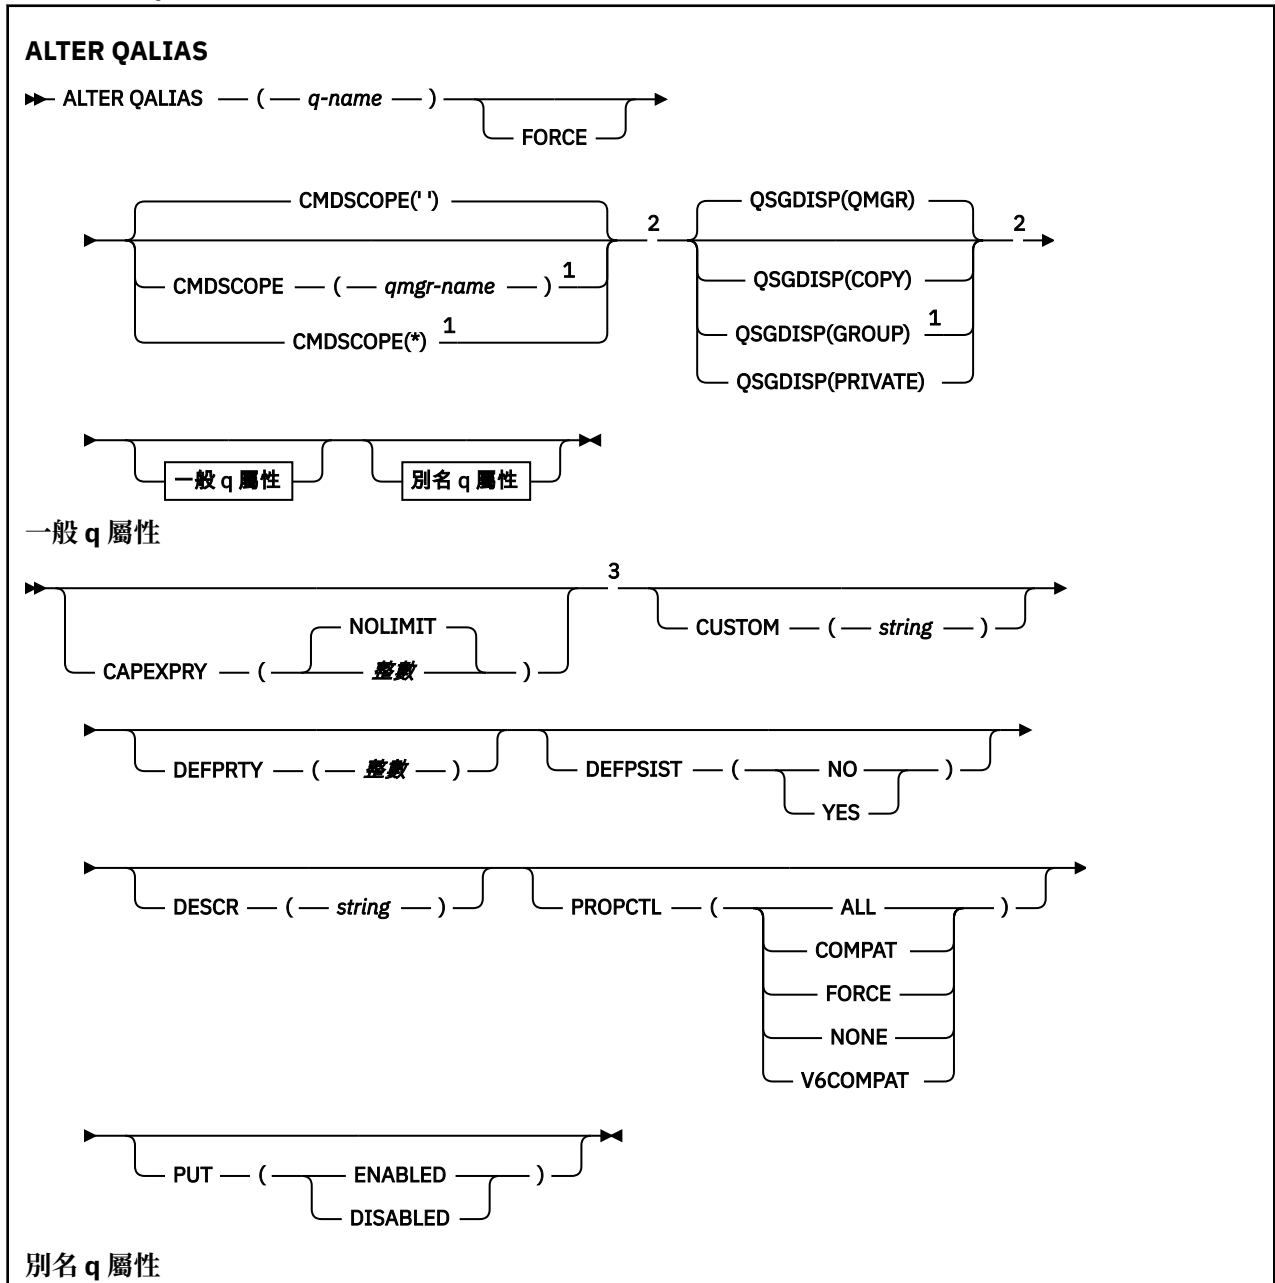 ALTER QALIAS
ALTER QALIAS ( q-name )
FORCE
CMDSCOPE(' ')
CMDSCOPE ( qmgr-name ) 1
CMDSCOPE(*) 1
2
QSGDISP(QMGR)
QSGDISP(COPY)
QSGDISP(GROUP) 1
QSGDISP(PRIVATE)
2
一般 q 屬性
別名 q 屬性
一般 q 屬性
CAPEXPRY ( NOLIMIT
整數 )
3
CUSTOM ( string )
DEFPRTY ( 整數 )
DEFPSIST ( NO )
YES
DESCR ( string )
PROPCTL ( ALL )
COMPAT
FORCE
NONE
V6COMPAT
PUT ( ENABLED )
DISABLED
別名 q 屬性